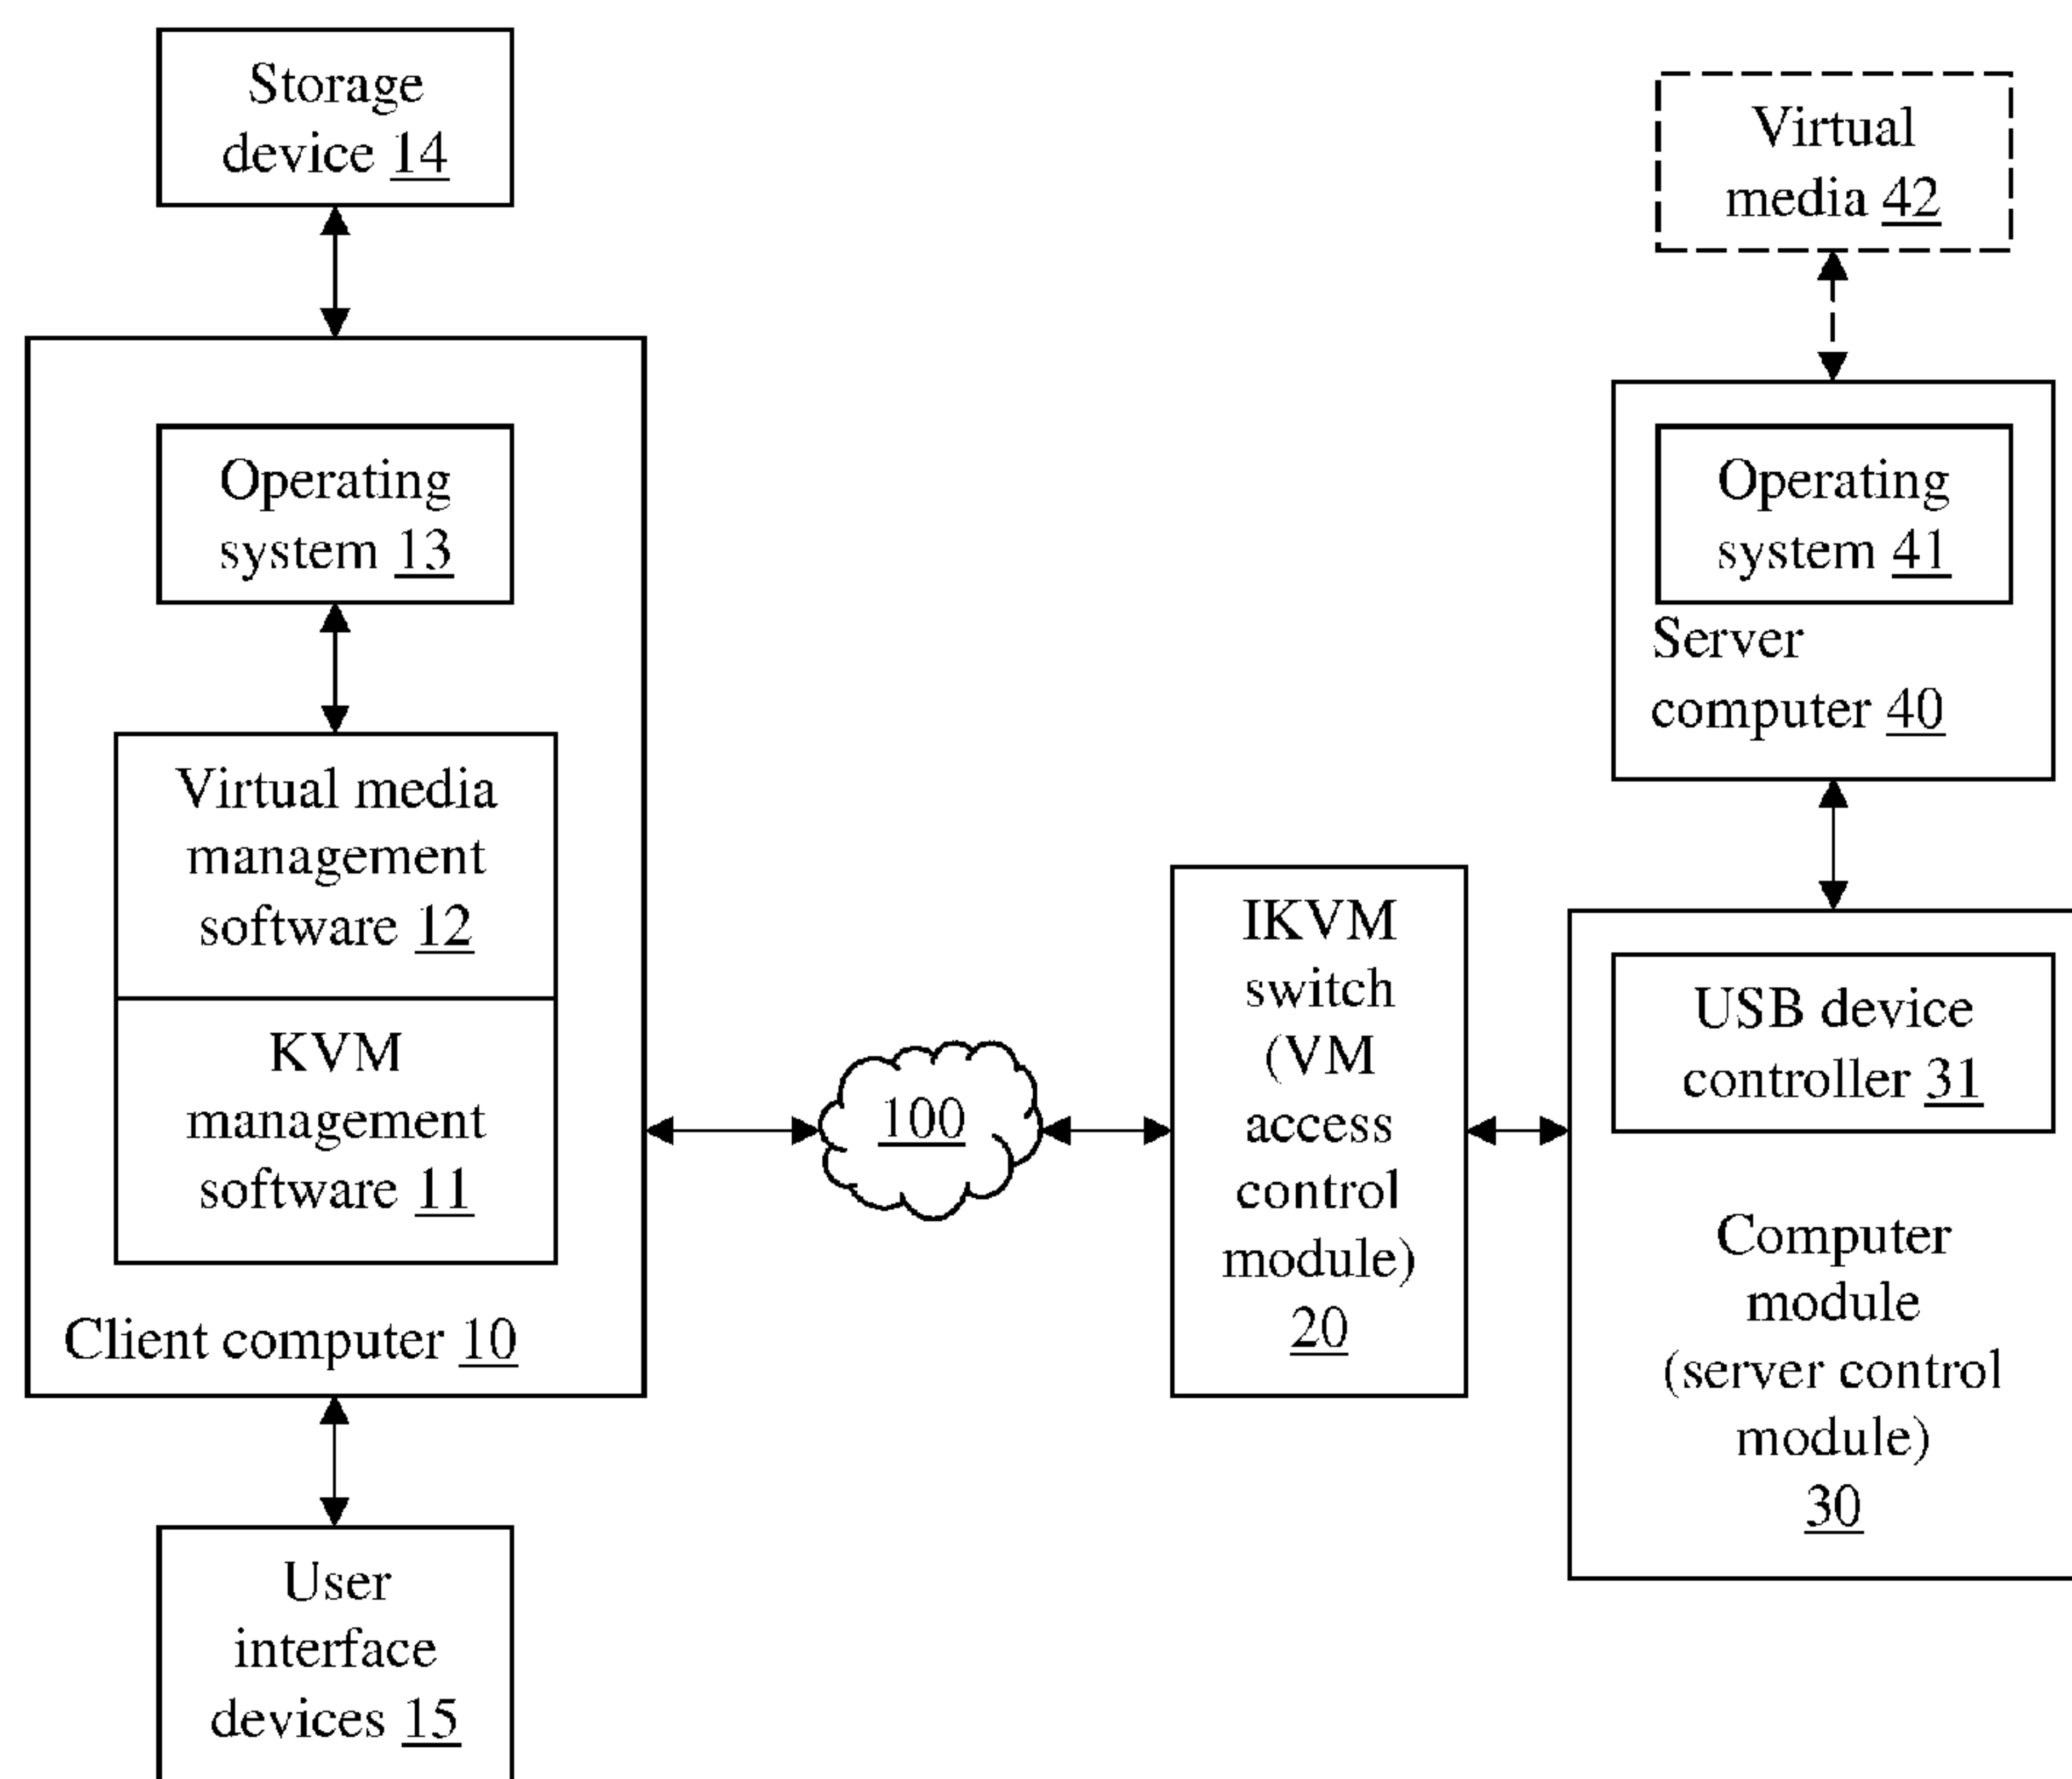 Storage
device 14
Operating
system 13
Virtual media
management
software 12
KVM
management
software 11
Client computer 10
User
interface
devices 15
100
IKVM
switch
(VM
access
control
module)
20
Virtual
media 42
Operating
system 41
Server
computer 40
USB device
controller 31
Computer
module
(server control
module)
30